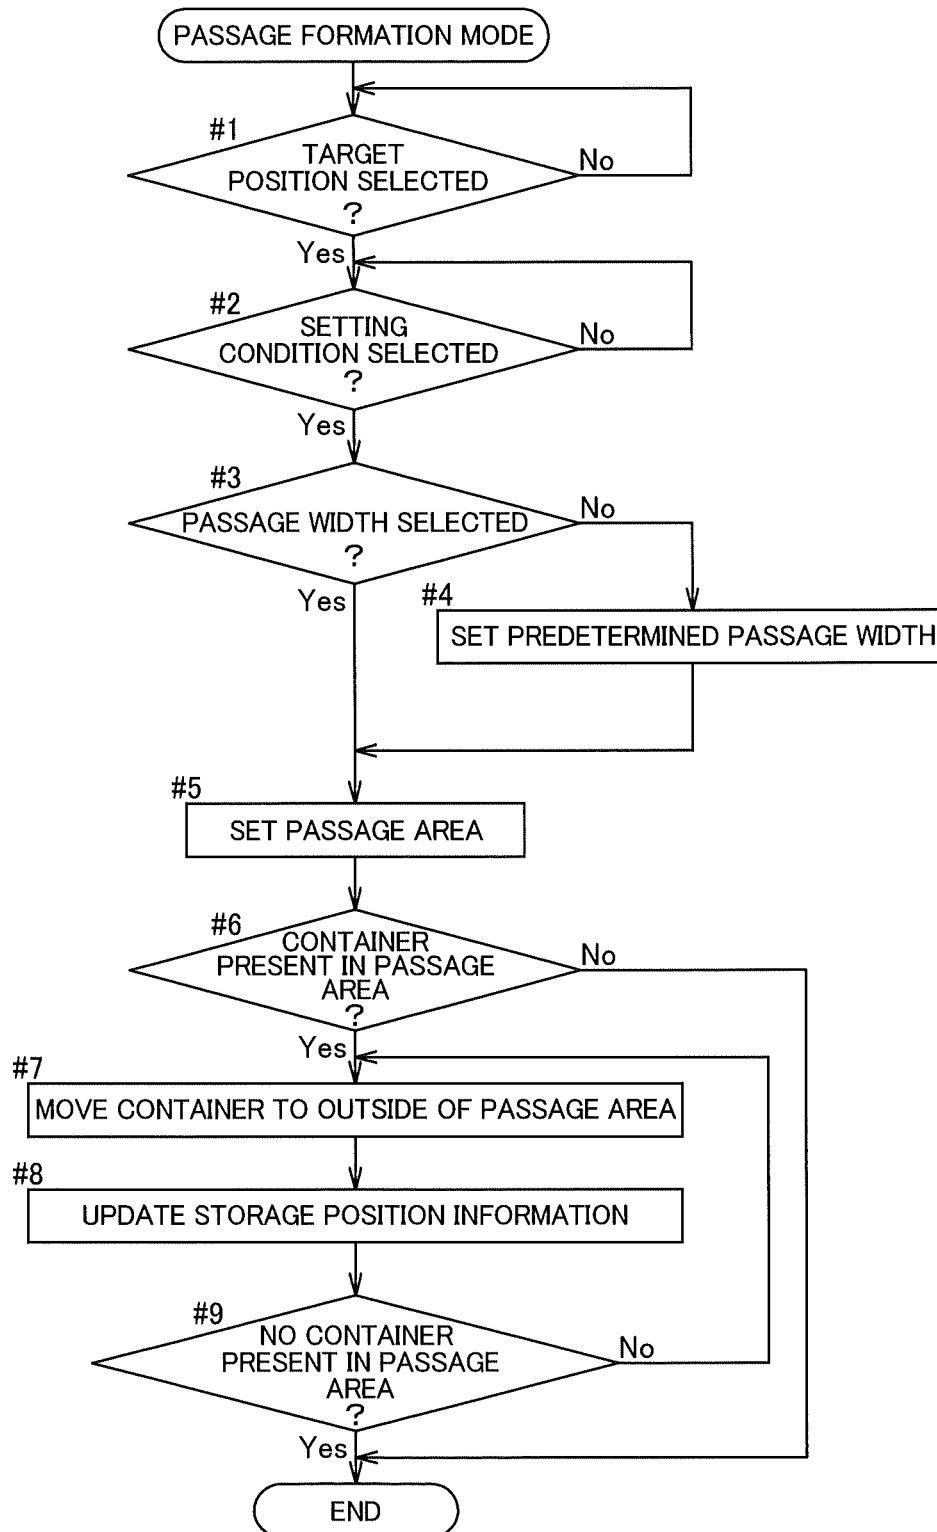 PASSAGE FORMATION MODE
#1
TARGET
POSITION SELECTED
?
No
Yes
#2
SETTING
CONDITION SELECTED
?
No
Yes
#3
PASSAGE WIDTH SELECTED
?
No
Yes
#4
SET PREDETERMINED PASSAGE WIDTH
#5
SET PASSAGE AREA
#6
CONTAINER
PRESENT IN PASSAGE
AREA
?
No
Yes
#7
MOVE CONTAINER TO OUTSIDE OF PASSAGE AREA
#8
UPDATE STORAGE POSITION INFORMATION
#9
NO CONTAINER
PRESENT IN PASSAGE
AREA
?
No
Yes
END